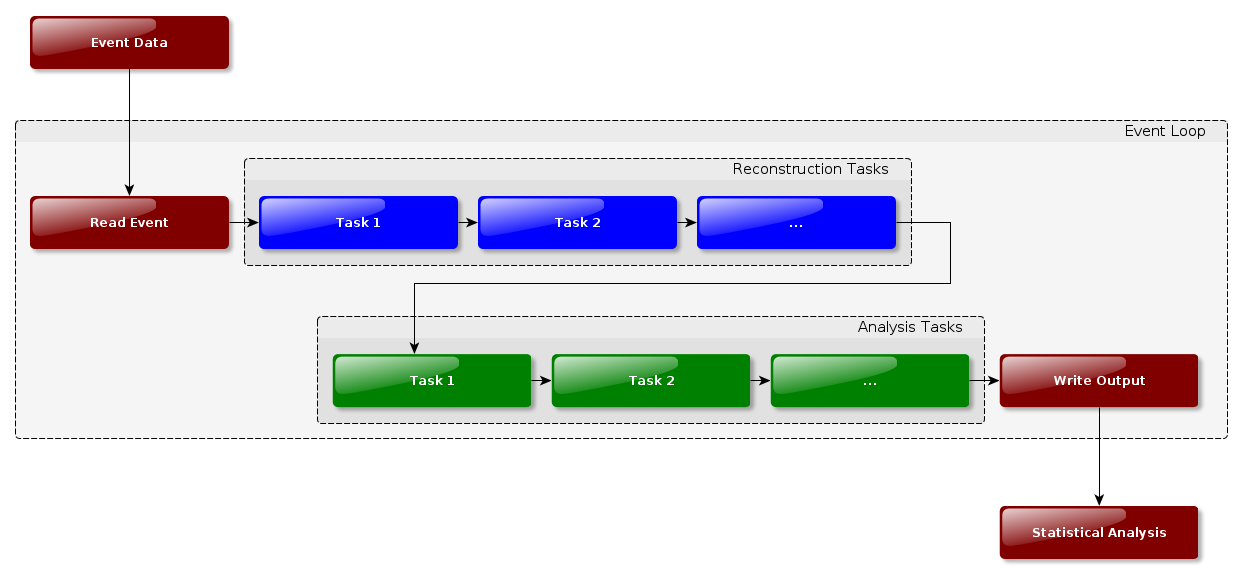 Event Data
Event Loop
Reconstruction Tasks
Read Event
Task 1
Task 2
...
Analysis Tasks
Task 1
Task 2
...
Write Output
Statistical Analysis